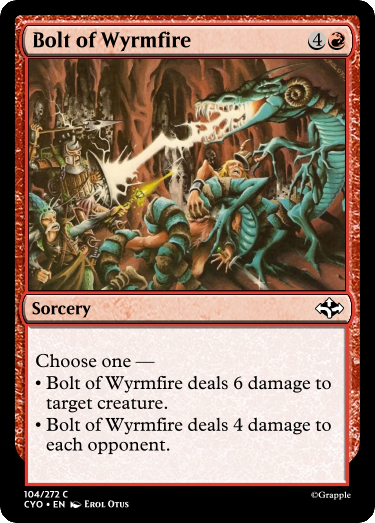 Bolt of Wyrmfire 4
Sorcery
Choose one —
• Bolt of Wyrmfire deals 6 damage to
target creature.
• Bolt of Wyrmfire deals 4 damage to
each opponent.
104/272 C
CYO • EN Erol Otus
©Grapple